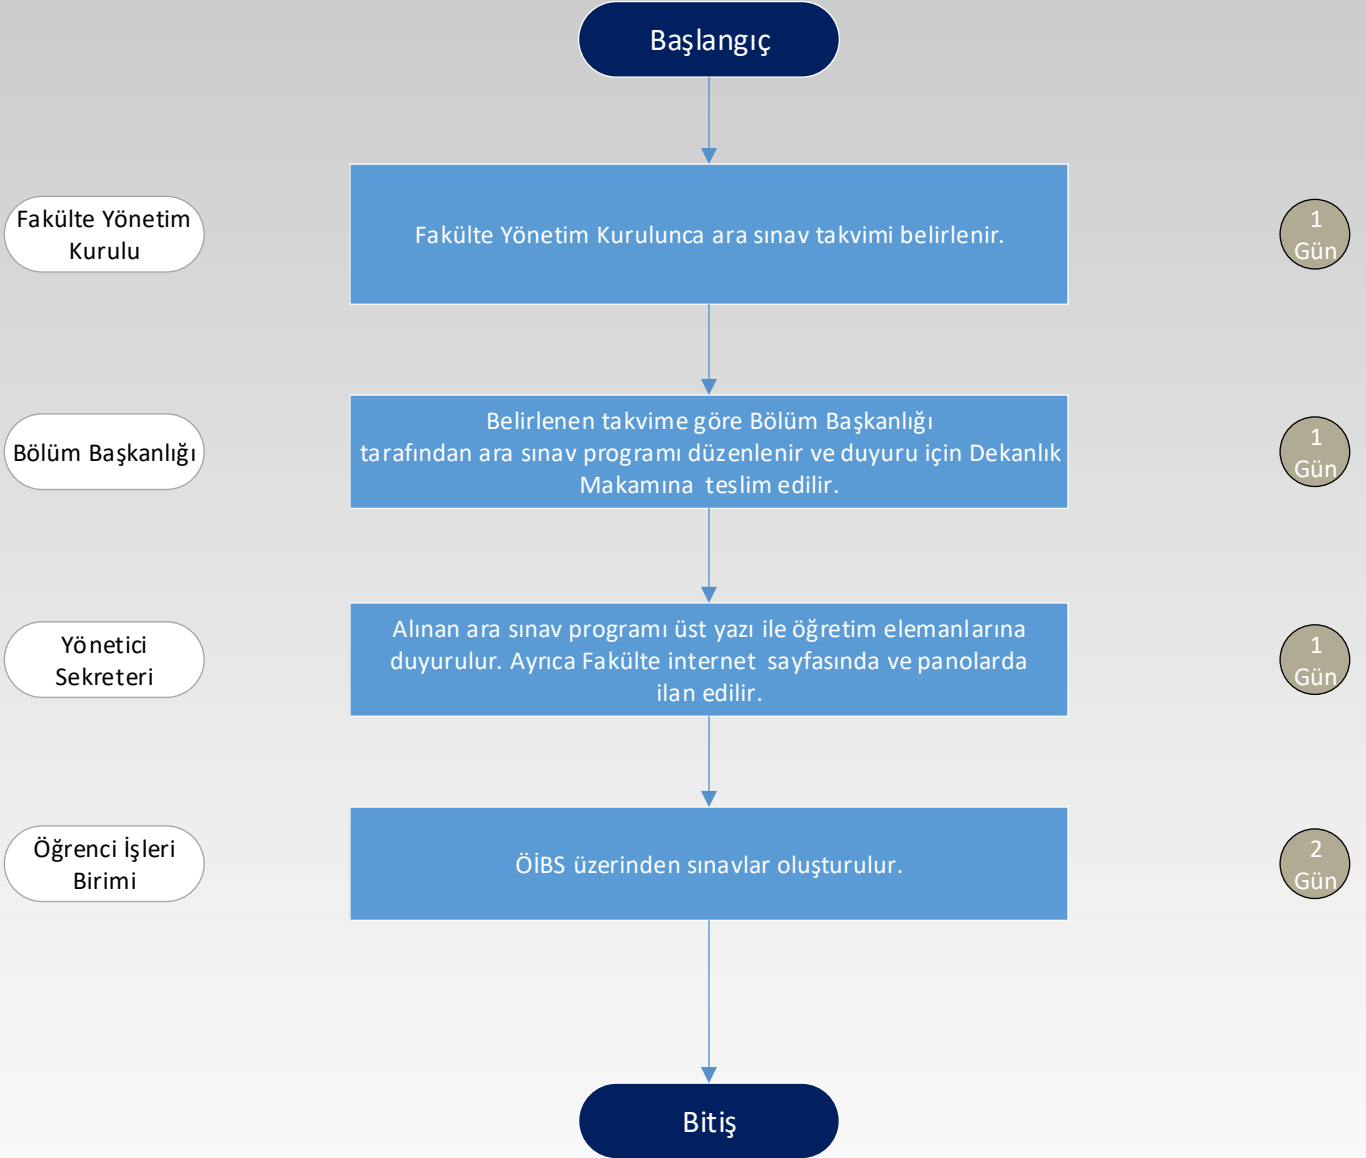 Başlangıç
Fakülte Yönetim
Kurulu
Fakülte Yönetim Kurulunca ara sınav takvimi belirlenir.
1
Gün
Bölüm Başkanlığı
Belirlenen takvime göre Bölüm Başkanlığı
tarafından ara sınav programı düzenlenir ve duyuru için Dekanlık
Makamına teslim edilir.
1
Gün
Yönetici
Sekreteri
Alınan ara sınav programı üst yazı ile öğretim elemanlarına
duyurulur. Ayrıca Fakülte internet sayfasında ve panolarda
ilan edilir.
1
Gün
Öğrenci İşleri
Birimi
ÖİBS üzerinden sınavlar oluşturulur.
2
Gün
Bitiş